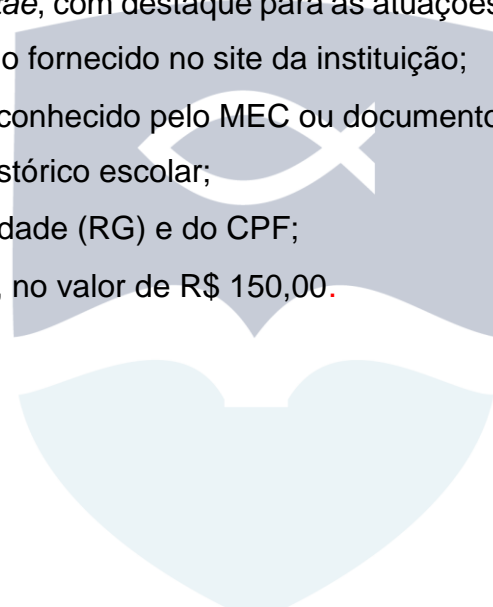 tae, com destaque para as atuações
o fornecido no site da instituição;
conhecido pelo MEC ou documento
stórico escolar;
dade (RG) e do CPF;
, no valor de R$ 150,00.